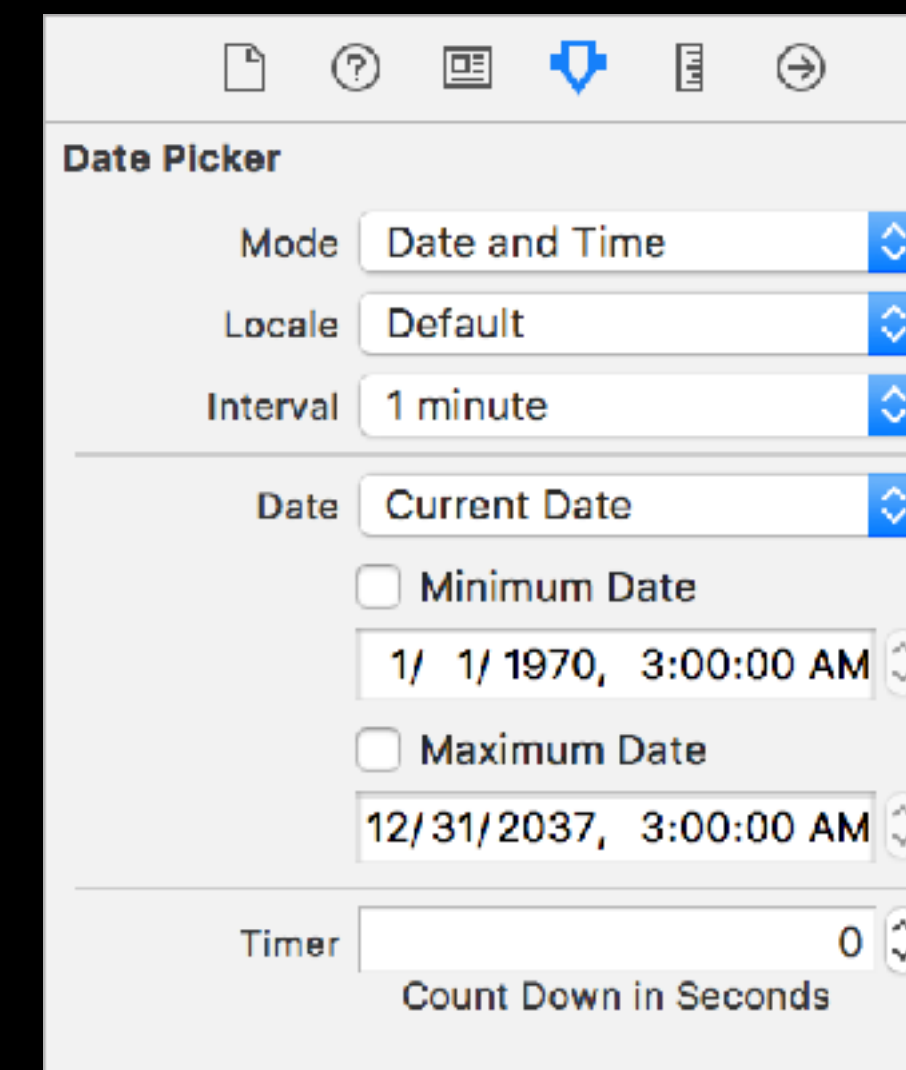 Date Picker
Mode Date and Time
Locale Default
Interval 1 minute
Date Current Date
Minimum Date
1/ 1/ 1970, 3:00:00 AM
Maximum Date
12/31/2037, 3:00:00 AM
Timer 0
Count Down in Seconds